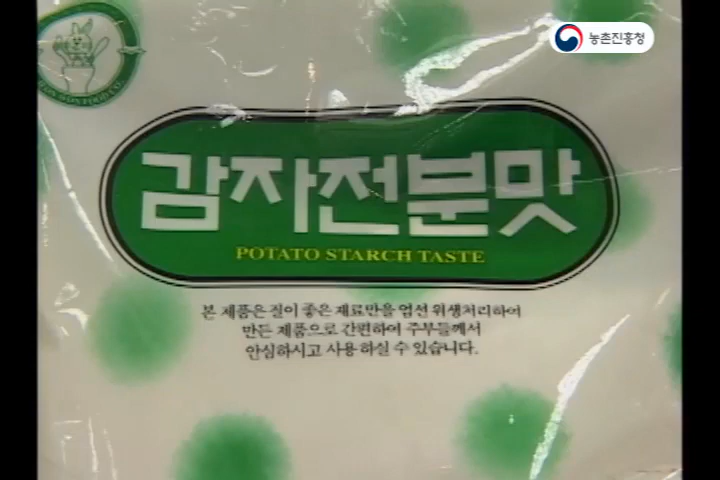 농촌진흥청
감자전분맛
POTATO STARCH TASTE
본 제품은 질이 좋은 재료만을 엄선 위생처리하여
만든 제품으로 간편하여 주부들께서
안심하시고 사용하실 수 있습니다.